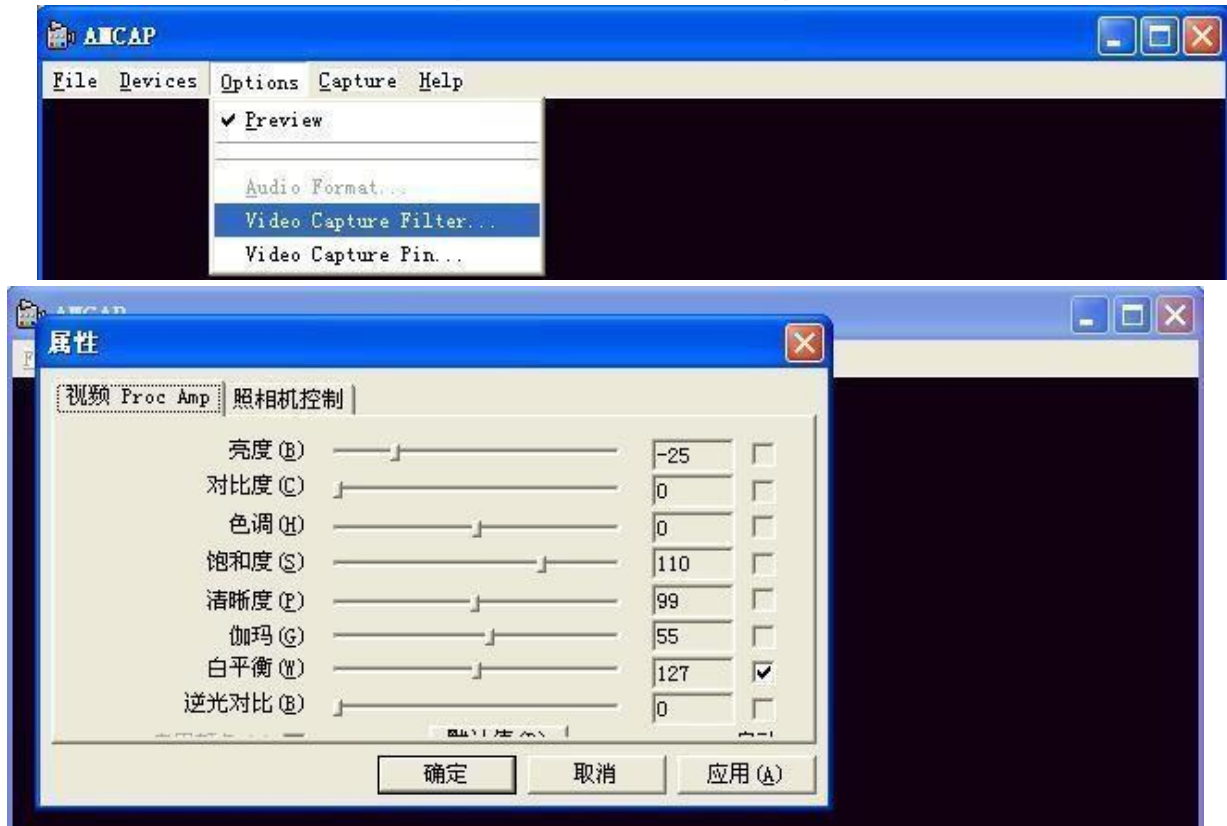 AMCAP
File Devices Options Capture Help
Preview
Audio Format...
Video Capture Filter...
Video Capture Pin...
AMCAP
属性
视频 Proc Amp 照相机控制
亮度(B) -25
对比度(C) 0
色调(H) 0
饱和度(S) 110
清晰度(P) 99
伽玛(G) 55
白平衡(W) 127
逆光对比(B) 0
确定 取消 应用(A)